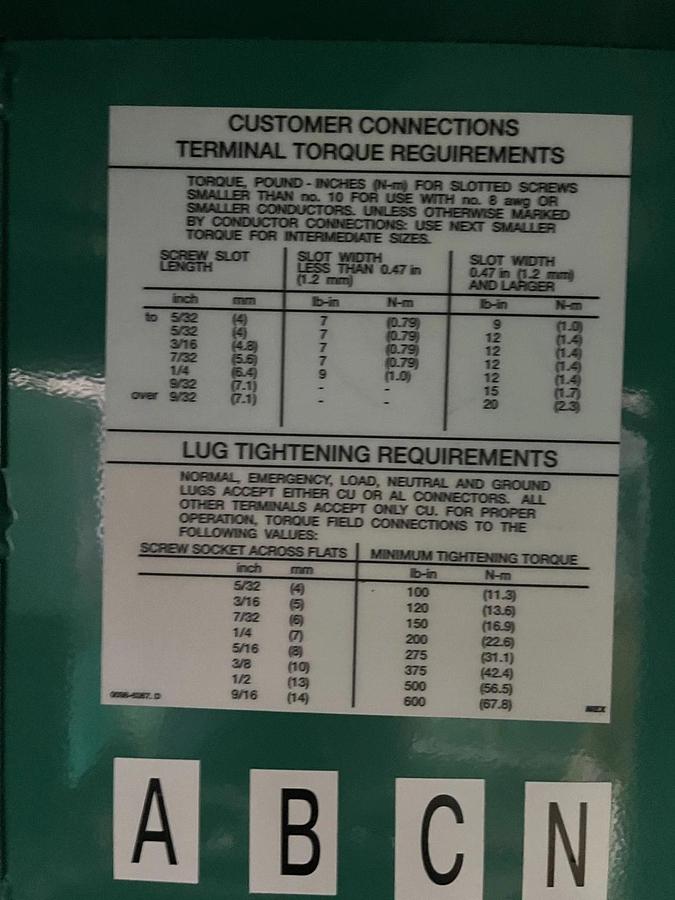 CUSTOMER CONNECTIONS
TERMINAL TORQUE REGUIREMENTS
TORQUE, POUND - INCHES (N-m) FOR SLOTTED SCREWS
SMALLER THAN no. 10 FOR USE WITH no. 8 awg OR
SMALLER CONDUCTORS. UNLESS OTHERWISE MARKED
BY CONDUCTOR CONNECTIONS: USE NEXT SMALLER
TORQUE FOR INTERMEDIATE SIZES.
SCREW SLOT LENGTH
SLOT WIDTH LESS THAN 0.47 in (1.2 mm)
SLOT WIDTH 0.47 in (1.2 mm) AND LARGER
inch mm lb-in N-m lb-in N-m
to 5/32 (4) 7 (0.79) 9 (1.0)
5/32 (4) 7 (0.79) 12 (1.4)
3/16 (4.8) 7 (0.79) 12 (1.4)
7/32 (5.6) 7 (0.79) 12 (1.4)
1/4 (6.4) 9 (1.0) 12 (1.4)
9/32 (7.1) - - 15 (1.7)
over 9/32 (7.1) - - 20 (2.3)
LUG TIGHTENING REQUIREMENTS
NORMAL, EMERGENCY, LOAD, NEUTRAL AND GROUND
LUGS ACCEPT EITHER CU OR AL CONNECTORS. ALL
OTHER TERMINALS ACCEPT ONLY CU. FOR PROPER
OPERATION, TORQUE FIELD CONNECTIONS TO THE
FOLLOWING VALUES:
SCREW SOCKET ACROSS FLATS MINIMUM TIGHTENING TORQUE
inch mm lb-in N-m
5/32 (4) 100 (11.3)
3/16 (5) 120 (13.6)
7/32 (6) 150 (16.9)
1/4 (7) 200 (22.6)
5/16 (8) 275 (31.1)
3/8 (10) 375 (42.4)
1/2 (13) 500 (56.5)
9/16 (14) 600 (67.8)
MEX
A B C N